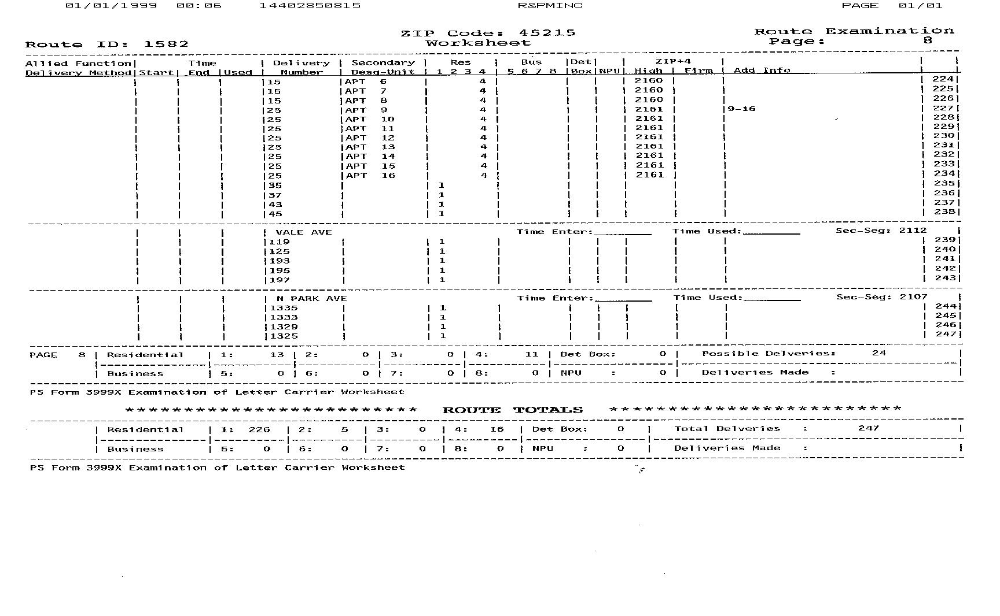 01/01/1999 00:06 14402850815 R&PMINC PAGE 01/01
ZIP Code: 45215 Route Examination
Route ID: 1582 Worksheet Page: 8
Allied Function| Time | Delivery | Secondary | Res | Bus |Det| | ZIP+4 | | |
Delivery Method|Start| End |Used| Number | Desg-Unit | 1 2 3 4 | 5 6 7 8 |Box|NPU| High | Firm | Add Info | |
| | | |15 |APT 6 | 4 | | | | 2160 | | | 224|
| | | |15 |APT 7 | 4 | | | | 2160 | | | 225|
| | | |15 |APT 8 | 4 | | | | 2160 | | | 226|
| | | |25 |APT 9 | 4 | | | | 2161 | |9-16 | 227|
| | | |25 |APT 10 | 4 | | | | 2161 | | | 228|
| | | |25 |APT 11 | 4 | | | | 2161 | | | 229|
| | | |25 |APT 12 | 4 | | | | 2161 | | | 230|
| | | |25 |APT 13 | 4 | | | | 2161 | | | 231|
| | | |25 |APT 14 | 4 | | | | 2161 | | | 232|
| | | |25 |APT 15 | 4 | | | | 2161 | | | 233|
| | | |25 |APT 16 | 4 | | | | 2161 | | | 234|
| | | |35 | | 1 | | | | | | | 235|
| | | |37 | | 1 | | | | | | | 236|
| | | |43 | | 1 | | | | | | | 237|
| | | |45 | | 1 | | | | | | | 238|
| | | | VALE AVE Time Enter:________ Time Used:________ Sec-Seg: 2112 |
| | | |119 | | 1 | | | | | | | 239|
| | | |125 | | 1 | | | | | | | 240|
| | | |193 | | 1 | | | | | | | 241|
| | | |195 | | 1 | | | | | | | 242|
| | | |197 | | 1 | | | | | | | 243|
| | | | N PARK AVE Time Enter:________ Time Used:________ Sec-Seg: 2107 |
| | | |1335 | | 1 | | | | | | | 244|
| | | |1333 | | 1 | | | | | | | 245|
| | | |1329 | | 1 | | | | | | | 246|
| | | |1325 | | 1 | | | | | | | 247|
PAGE 8 | Residential | 1: 13 | 2: 0 | 3: 0 | 4: 11 | Det Box: 0 | Possible Delveries: 24 |
| Business | 5: 0 | 6: 0 | 7: 0 | 8: 0 | NPU : 0 | Deliveries Made : |
PS Form 3999X Examination of Letter Carrier Worksheet
************************* ROUTE TOTALS *************************
| Residential | 1: 226 | 2: 5 | 3: 0 | 4: 16 | Det Box: 0 | Total Delveries : 247 |
| Business | 5: 0 | 6: 0 | 7: 0 | 8: 0 | NPU : 0 | Deliveries Made : |
PS Form 3999X Examination of Letter Carrier Worksheet